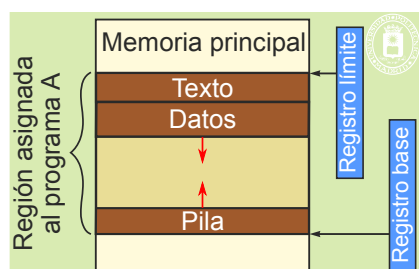 Memoria principal
Texto
Datos
Pila
Región asignada
al programa A
Registro límite
Registro base